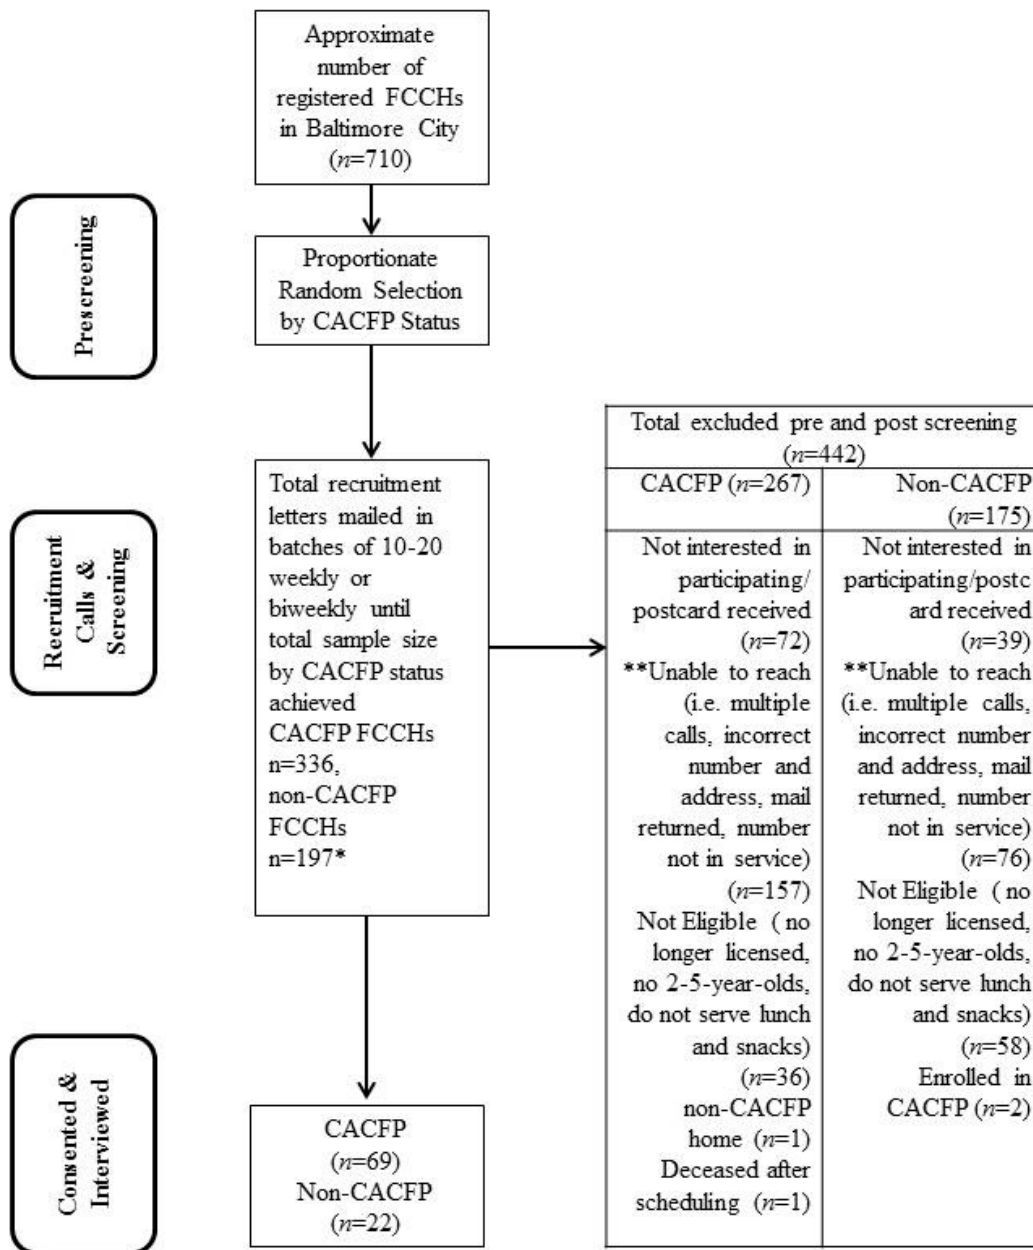 Approximate
number of
registered FCCHs
in Baltimore City
(n=710)
Prescreening
Proportionate
Random Selection
by CACFP Status
Recruitment
Calls &
Screening
Total recruitment
letters mailed in
batches of 10-20
weekly or
biweekly until
total sample size
by CACFP status
achieved
CACFP FCCHs
n=336,
non-CACFP
FCCHs
n=197*
Total excluded pre and post screening
(n=442)
CACFP (n=267)
Non-CACFP
(n=175)
Not interested in
participating/
postcard received
(n=72)
**Unable to reach
(i.e. multiple
calls, incorrect
number and
address, mail
returned, number
not in service)
(n=157)
Not Eligible ( no
longer licensed,
no 2-5-year-olds,
do not serve lunch
and snacks)
(n=36)
non-CACFP
home (n=1)
Deceased after
scheduling (n=1)
Not interested in
participating/postc
ard received
(n=39)
**Unable to reach
(i.e. multiple calls,
incorrect number
and address, mail
returned, number
not in service)
(n=76)
Not Eligible ( no
longer licensed,
no 2-5-year-olds,
do not serve lunch
and snacks)
(n=58)
Enrolled in
CACFP (n=2)
Consented &
Interviewed
CACFP
(n=69)
Non-CACFP
(n=22)